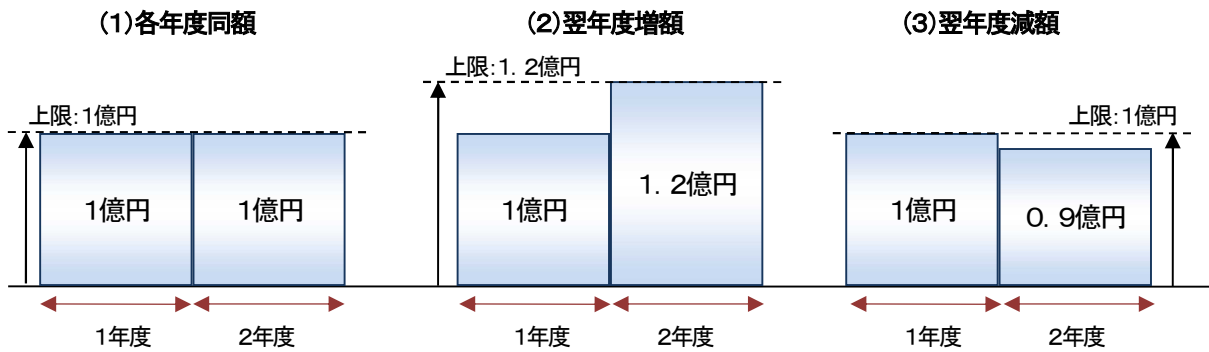 (1)各年度同額
上限:1億円
1億円
1億円
1年度
2年度
(2)翌年度増額
上限:1.2億円
1億円
1.2億円
1年度
2年度
(3)翌年度減額
上限:1億円
1億円
0.9億円
1年度
2年度